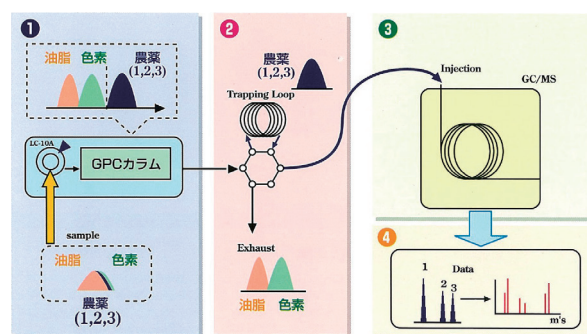 1
油脂 色素 農薬
(1,2,3)
LC-10A
GPCカラム
sample
油脂 色素
農薬
(1,2,3)
2
農薬
(1,2,3)
Trapping Loop
Exhaust
油脂 色素
3
Injection
GC/MS
4
Data
1
2 3
m's